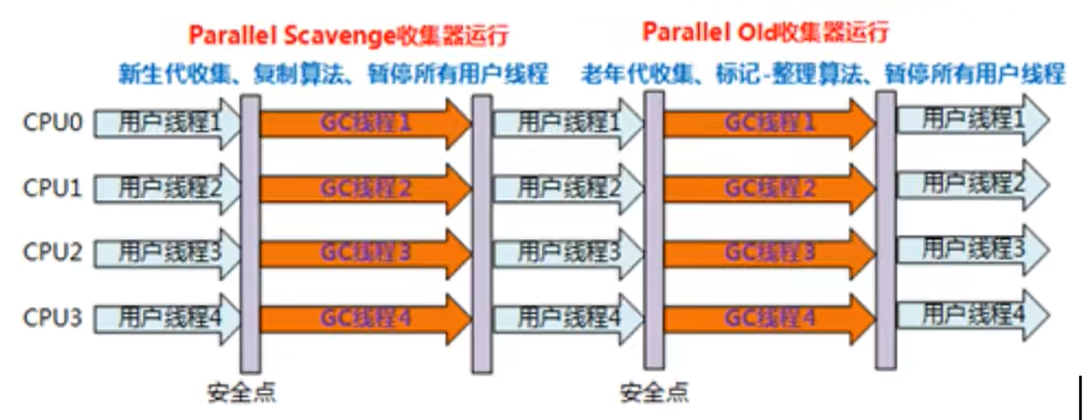 Parallel Scavenge收集器运行
Parallel Old收集器运行
新生代收集、复制算法、暂停所有用户线程
老年代收集、标记-整理算法、暂停所有用户线程
CPU0 用户线程1 GC线程1 用户线程1 GC线程1 用户线程1
CPU1 用户线程2 GC线程2 用户线程2 GC线程2 用户线程2
CPU2 用户线程3 GC线程3 用户线程3 GC线程3 用户线程3
CPU3 用户线程4 GC线程4 用户线程4 GC线程4 用户线程4
安全点
安全点